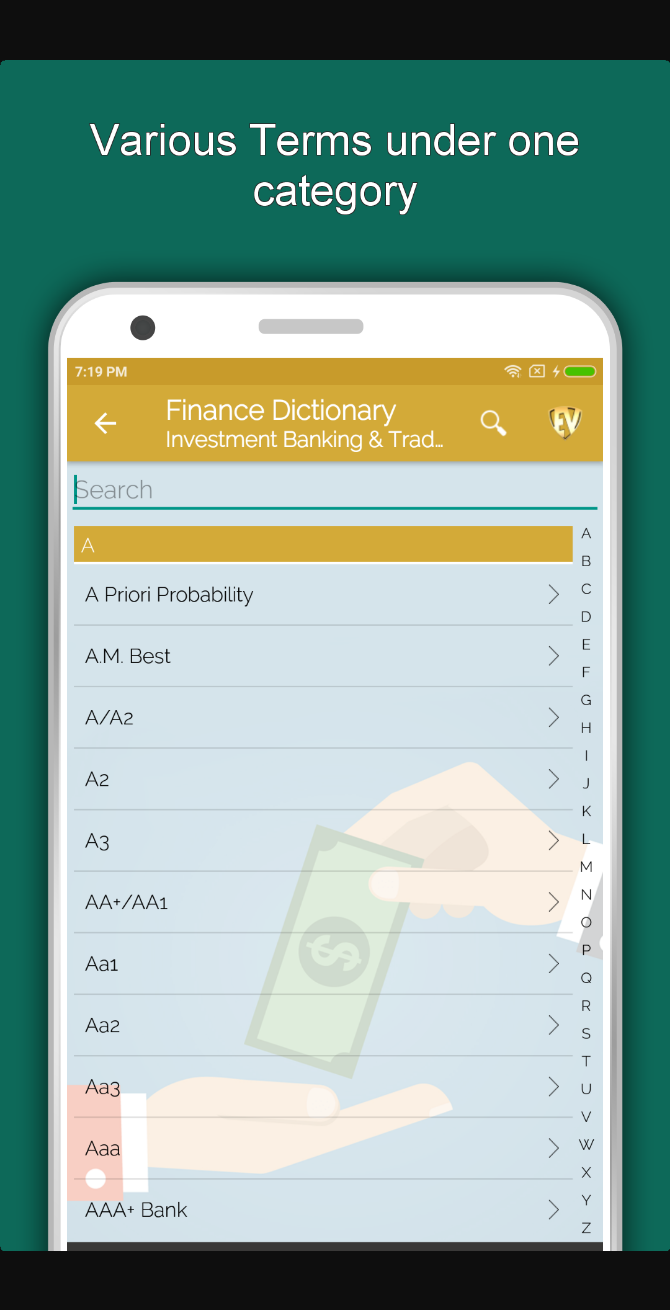 Various Terms under one
category
7:19 PM
Finance Dictionary
Investment Banking & Trad...
EV
Search
A
A Priori Probability
A.M. Best
A/A2
A2
A3
AA+/AA1
Aa1
Aa2
Aa3
Aaa
AAA+ Bank
A
B
C
D
E
F
G
H
I
J
K
L
M
N
O
P
Q
R
S
T
U
V
W
X
Y
Z